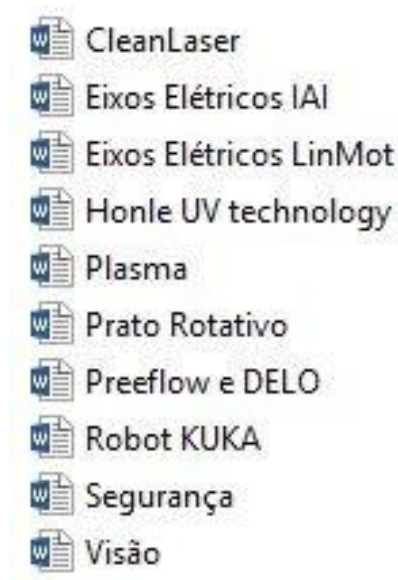 CleanLaser
Eixos Elétricos IAI
Eixos Elétricos LinMot
Honle UV technology
Plasma
Prato Rotativo
Preeflow e DELO
Robot KUKA
Segurança
Visão